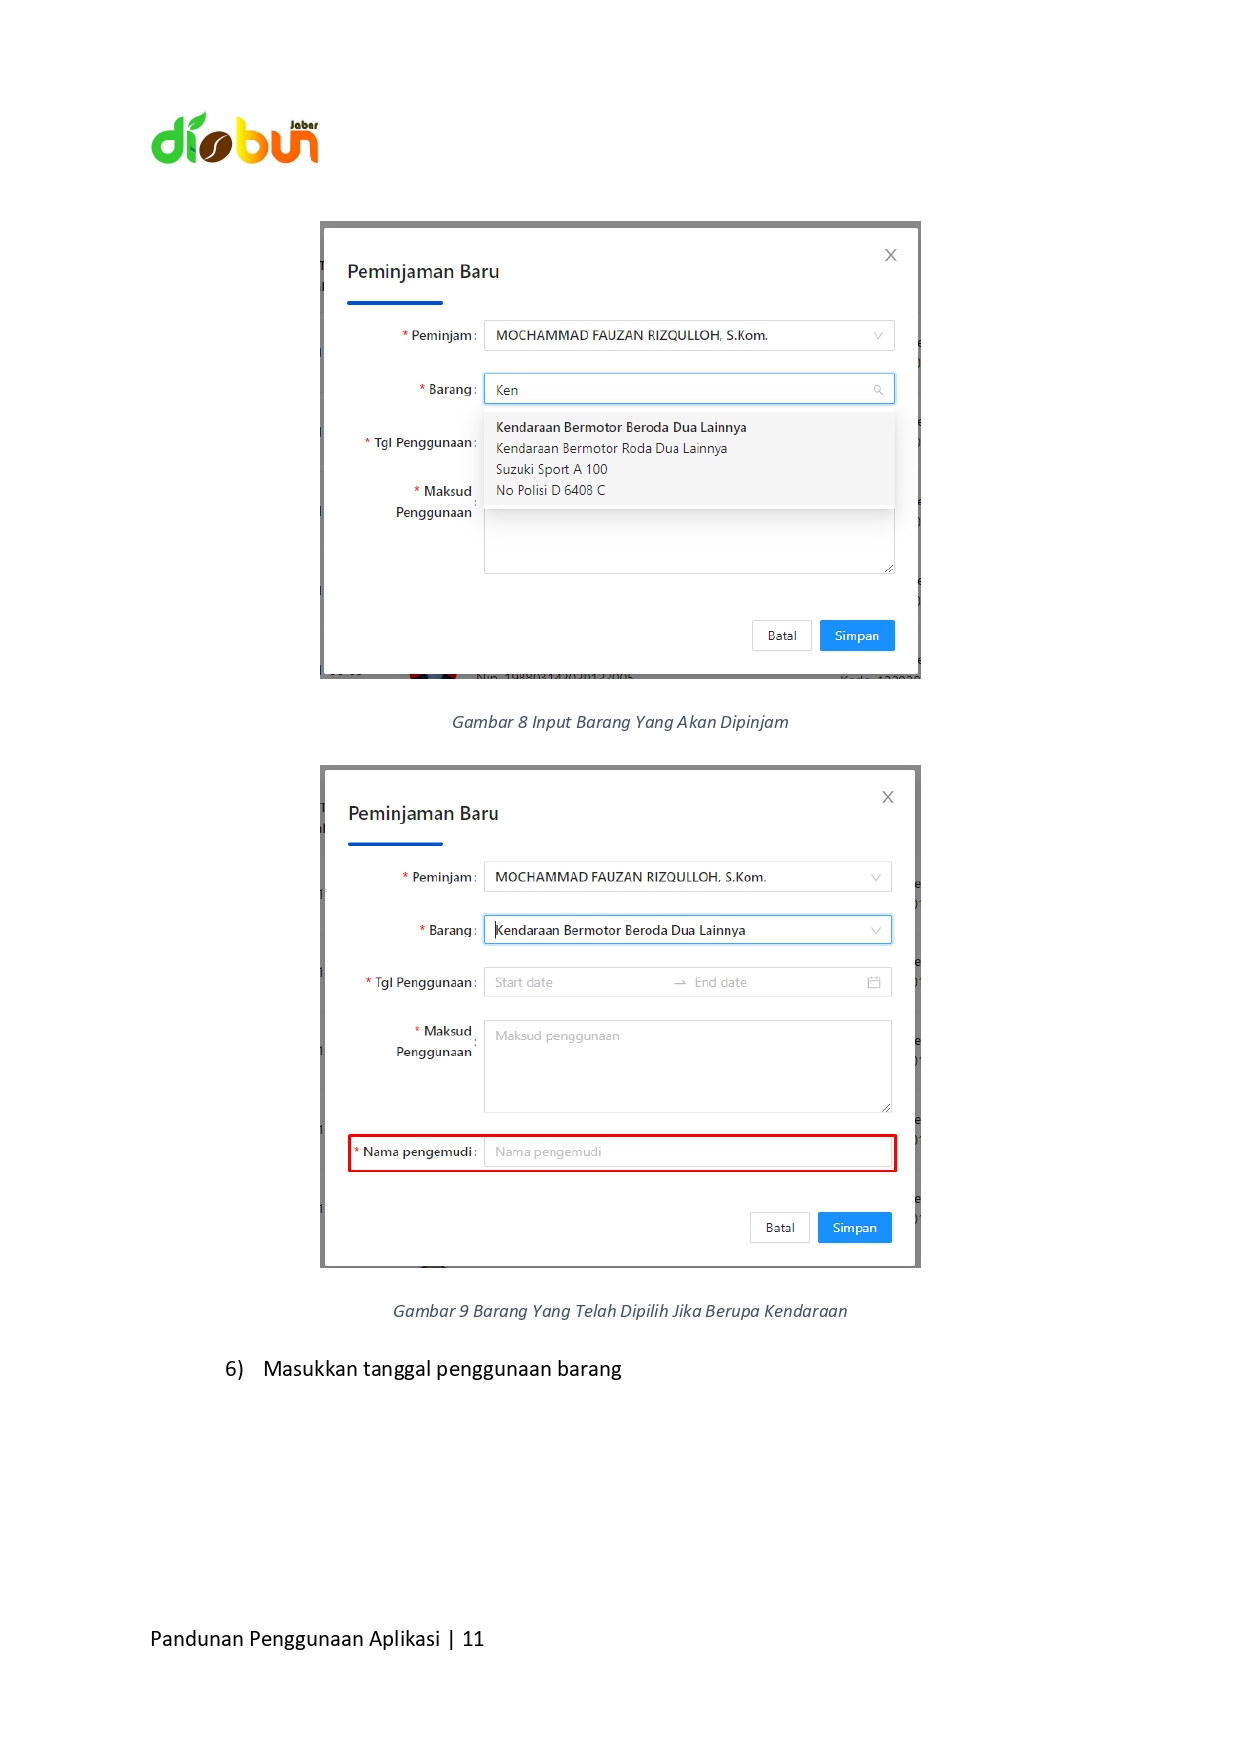 disbun Jabar
Peminjaman Baru
X
* Peminjam : MOCHAMMAD FAUZAN RIZQULLOH, S.Kom.
* Barang : Ken
Kendaraan Bermotor Beroda Dua Lainnya
Kendaraan Bermotor Roda Dua Lainnya
Suzuki Sport A 100
No Polisi D 6408 C
* Tgl Penggunaan :
* Maksud
Penggunaan :
Batal Simpan
Gambar 8 Input Barang Yang Akan Dipinjam
Peminjaman Baru
X
* Peminjam : MOCHAMMAD FAUZAN RIZQULLOH, S.Kom.
* Barang : Kendaraan Bermotor Beroda Dua Lainnya
* Tgl Penggunaan : Start date → End date
* Maksud
Penggunaan :
Maksud penggunaan
* Nama pengemudi : Nama pengemudi
Batal Simpan
Gambar 9 Barang Yang Telah Dipilih Jika Berupa Kendaraan
6) Masukkan tanggal penggunaan barang
Pandunan Penggunaan Aplikasi | 11